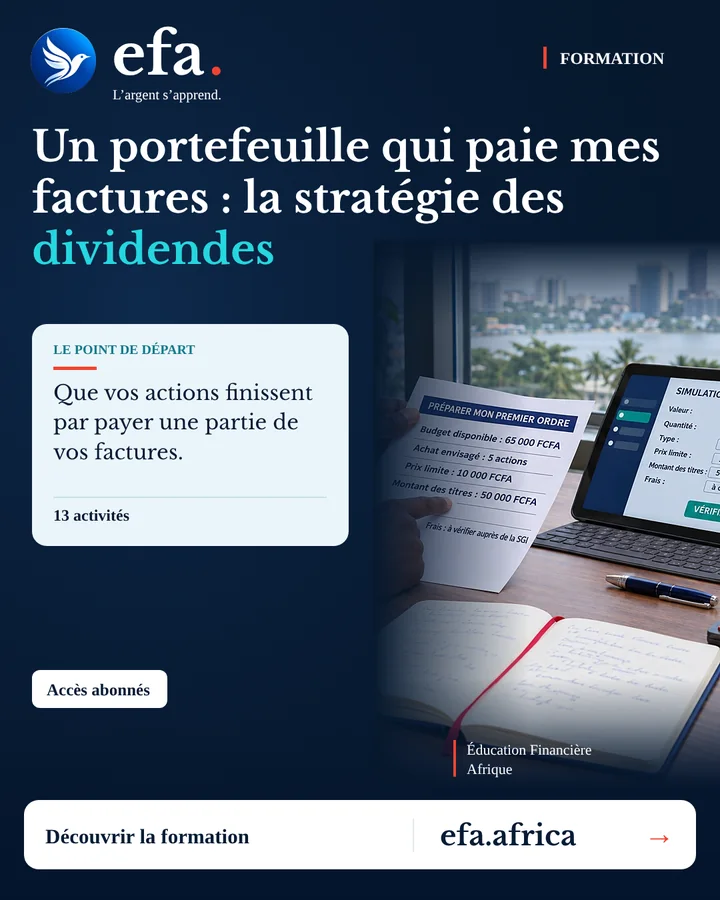 efa.
L’argent s’apprend.
FORMATION
Un portefeuille qui paie mes
factures : la stratégie des
dividendes
LE POINT DE DÉPART
Que vos actions finissent
par payer une partie de
vos factures.
13 activités
PRÉPARER MON PREMIER ORDRE
Budget disponible : 65 000 FCFA
Achat envisagé : 5 actions
Prix limite : 10 000 FCFA
Montant des titres : 50 000 FCFA
Frais : à vérifier auprès de la SGI
Valeur :
Quantité :
Type :
Prix limite :
Montant des titres :
Frais :
Accès abonnés
Éducation Financière
Afrique
Découvrir la formation
efa.africa
→